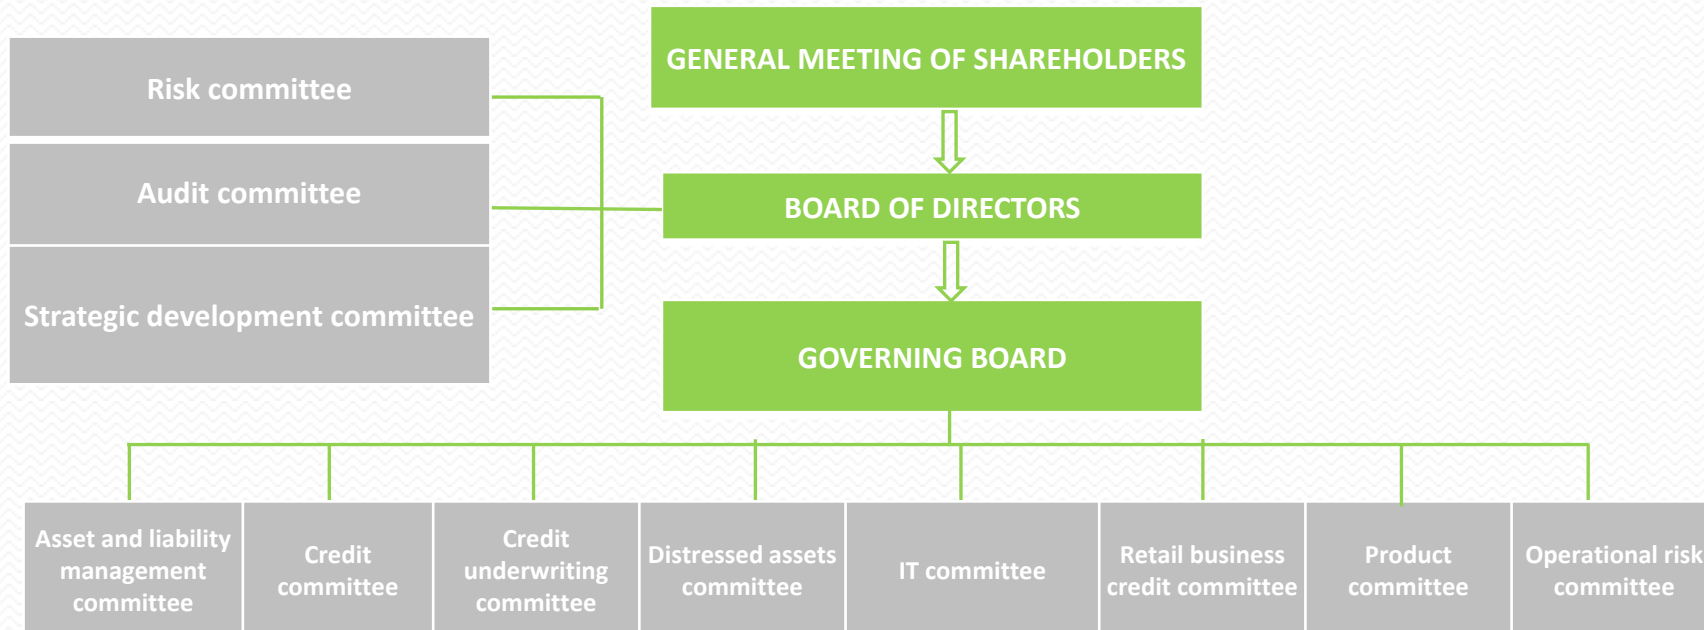 GENERAL MEETING OF SHAREHOLDERS
Risk committee
Audit committee
BOARD OF DIRECTORS
Strategic development committee
GOVERNING BOARD
Asset and liability
management
committee
Credit
committee
Credit
underwriting
committee
Distressed assets
committee
IT committee
Retail business
credit committee
Product
committee
Operational risk
committee